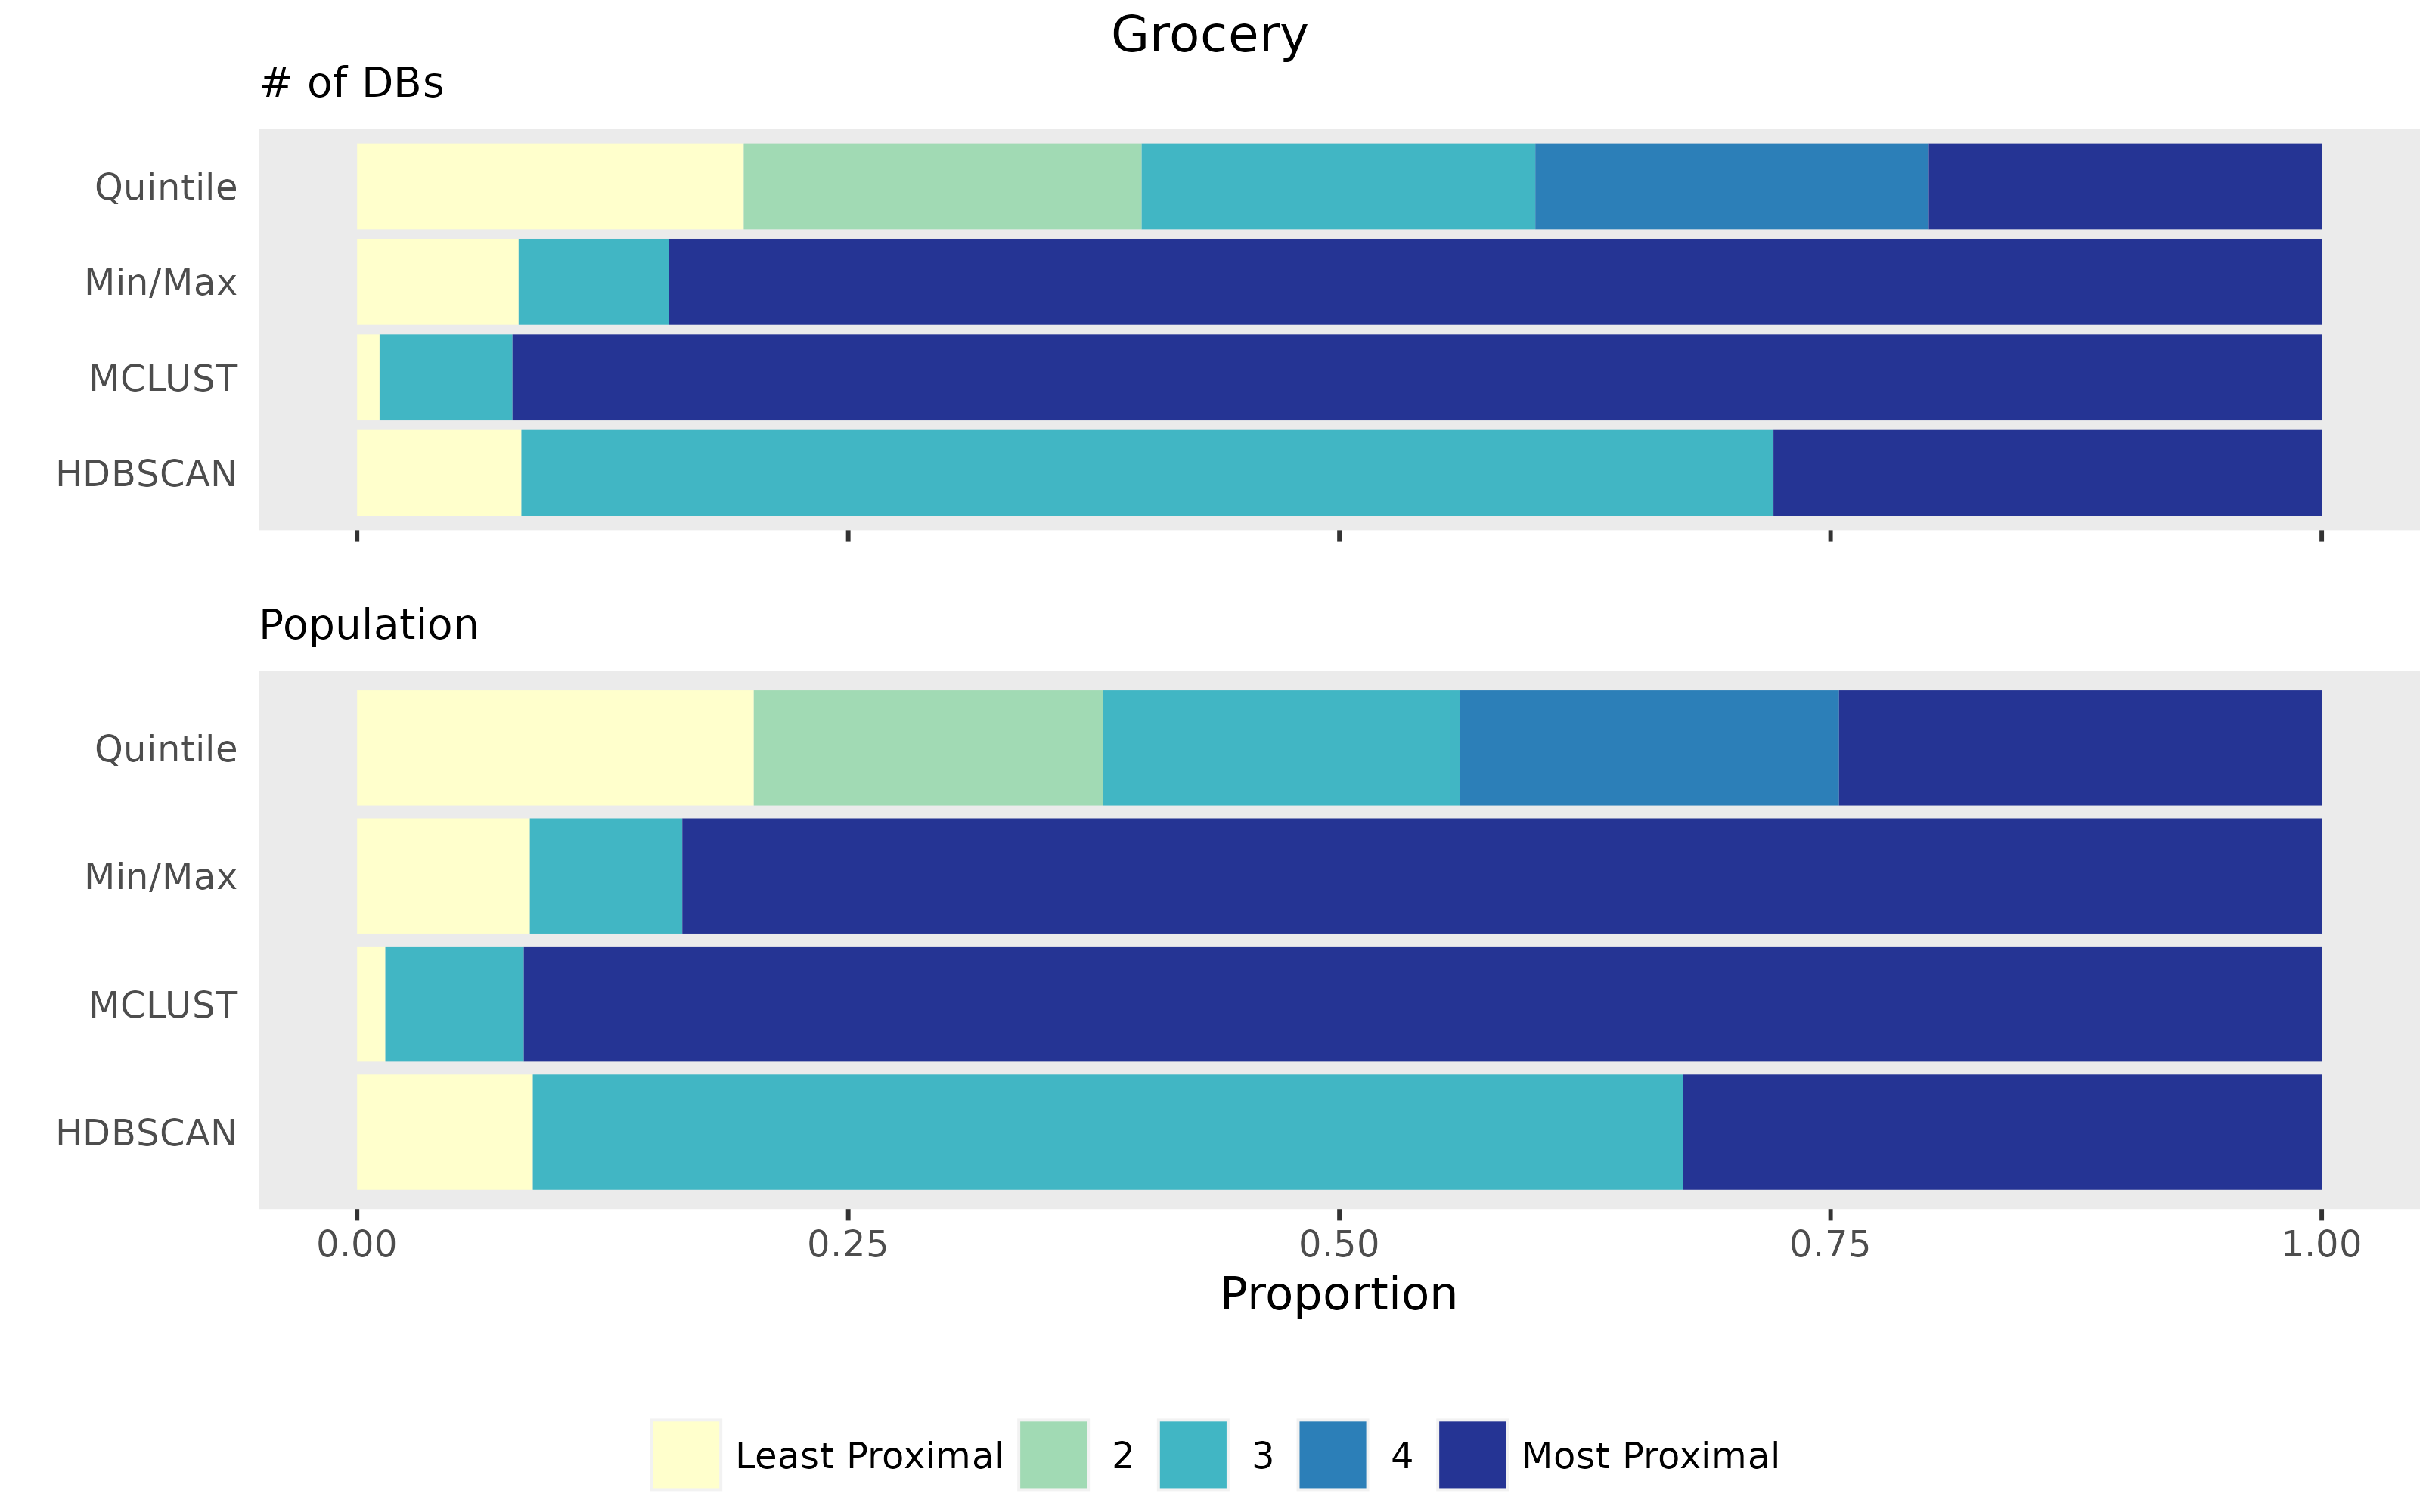 Grocery
# of DBs
Quintile
Min/Max
MCLUST
HDBSCAN
Population
Quintile
Min/Max
MCLUST
HDBSCAN
0.00 0.25 0.50 0.75 1.00
Proportion
Least Proximal 2 3 4 Most Proximal